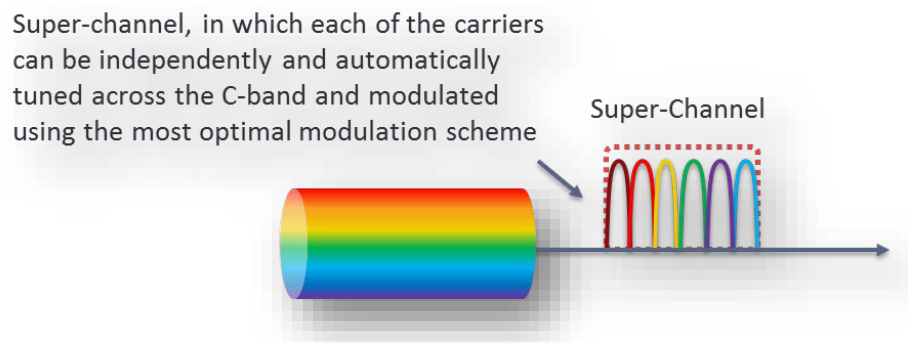 Super-channel, in which each of the carriers
can be independently and automatically
tuned across the C-band and modulated
using the most optimal modulation scheme
Super-Channel